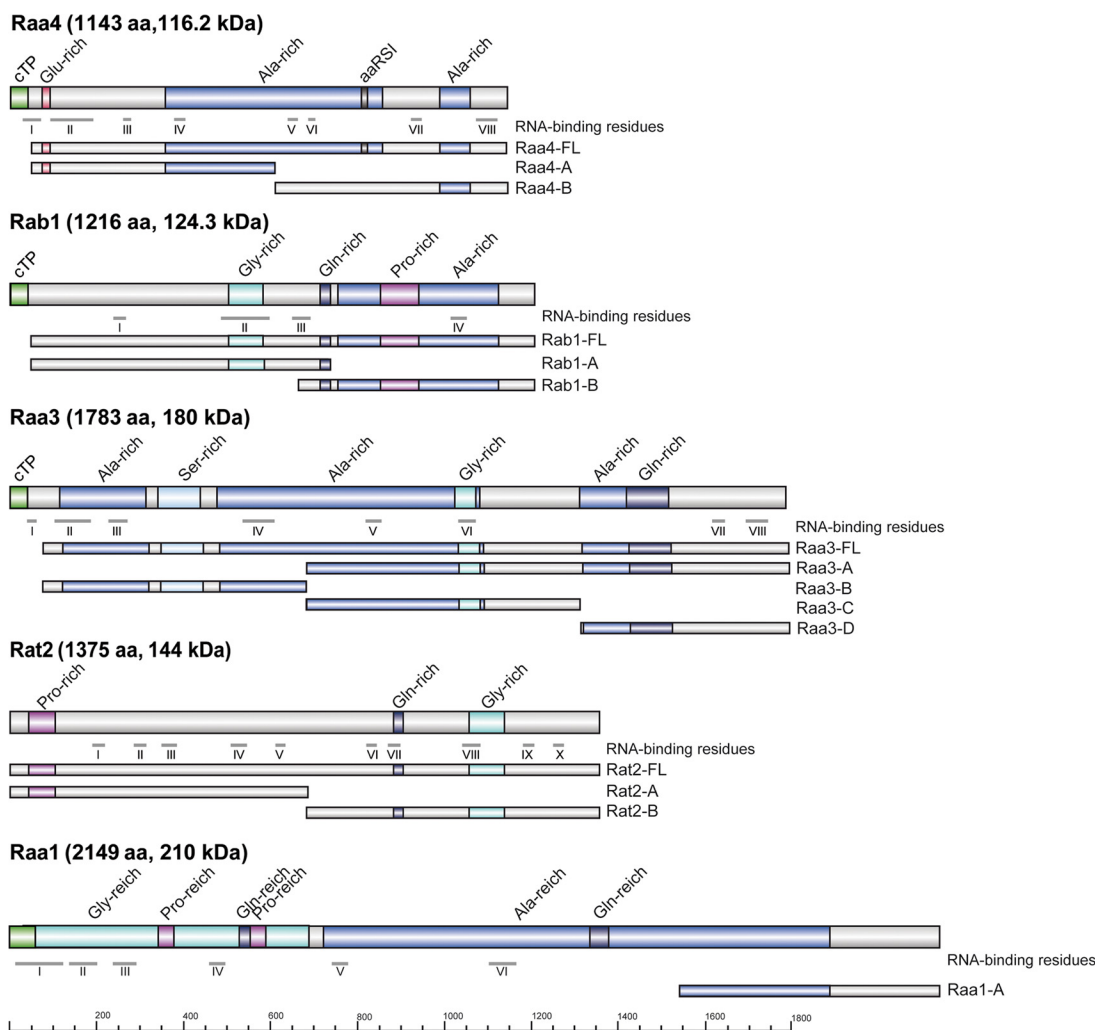 Raa4 (1143 aa,116.2 kDa)
cTP Glu-rich Ala-rich aaRSI Ala-rich
RNA-binding residues
I II III IV V VI VII VIII
Raa4-FL
Raa4-A
Raa4-B
Rab1 (1216 aa, 124.3 kDa)
cTP Gly-rich Gln-rich Pro-rich Ala-rich
RNA-binding residues
I II III IV
Rab1-FL
Rab1-A
Rab1-B
Raa3 (1783 aa, 180 kDa)
cTP Ala-rich Ser-rich Ala-rich Gly-rich Ala-rich Gln-rich
RNA-binding residues
I II III IV V VI VII VIII
Raa3-FL
Raa3-A
Raa3-B
Raa3-C
Raa3-D
Rat2 (1375 aa, 144 kDa)
Pro-rich Gln-rich Gly-rich
RNA-binding residues
I II III IV V VI VII VIII IX X
Rat2-FL
Rat2-A
Rat2-B
Raa1 (2149 aa, 210 kDa)
Gly-reich Pro-reich Gln-reich Pro-reich Ala-reich Gln-reich
RNA-binding residues
I II III IV V VI
Raa1-A
200 400 600 800 1000 1200 1400 1600 1800